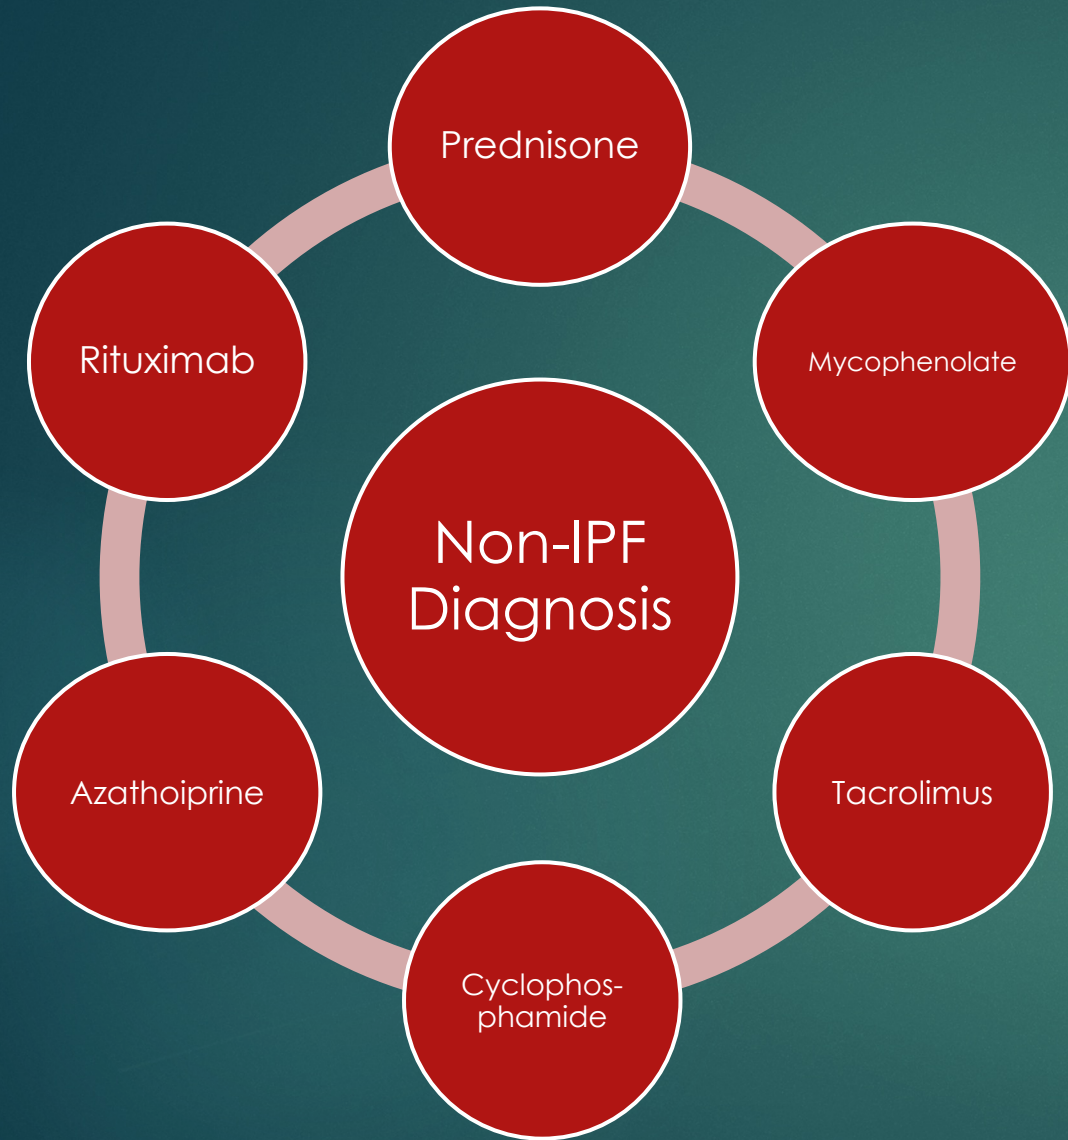 Prednisone
Rituximab
Mycophenolate
Non-IPF
Diagnosis
Azathoiprine
Tacrolimus
Cyclophos-
phamide